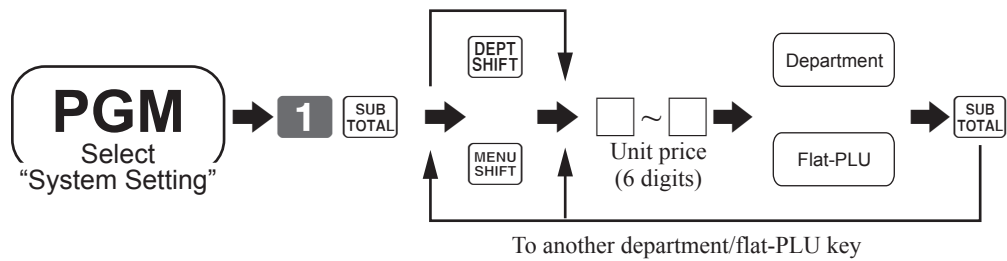 PGM
Select
"System Setting"
1
SUB
TOTAL
DEPT
SHIFT
MENU
SHIFT
□ ~ □
Unit price
(6 digits)
Department
Flat-PLU
SUB
TOTAL
To another department/flat-PLU key